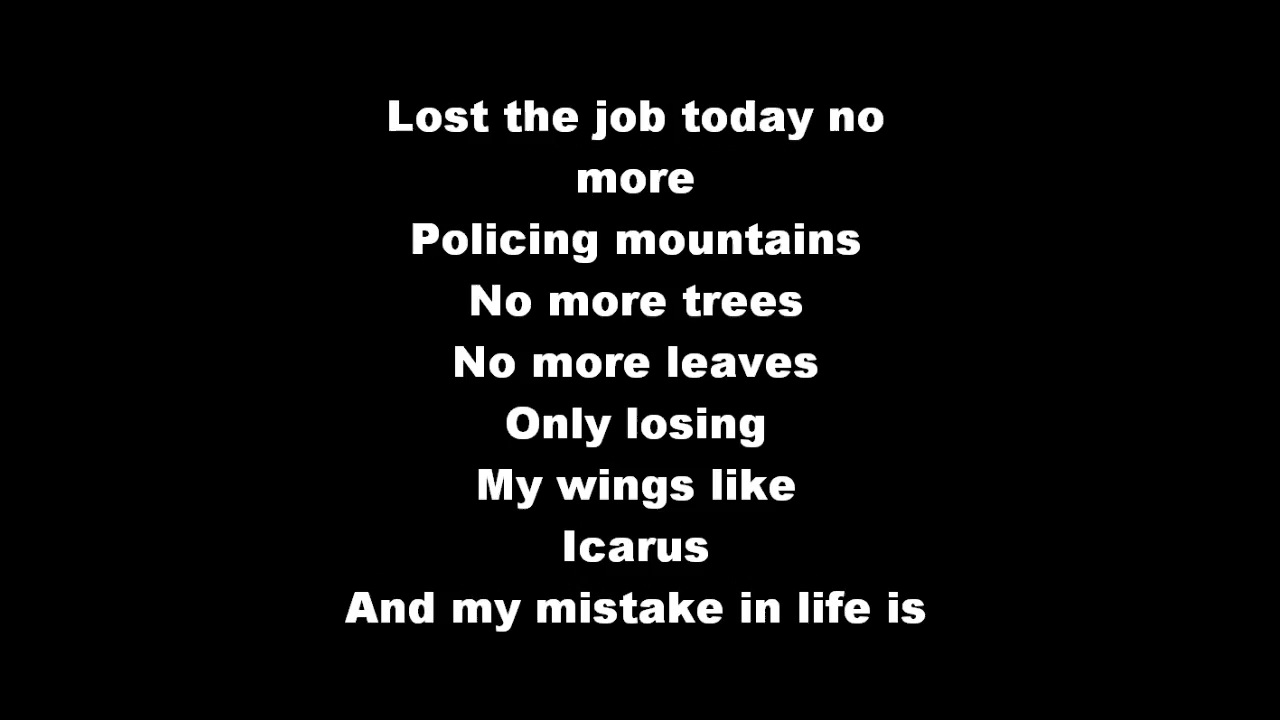 Lost the job today no
more
Policing mountains
No more trees
No more leaves
Only losing
My wings like
Icarus
And my mistake in life is